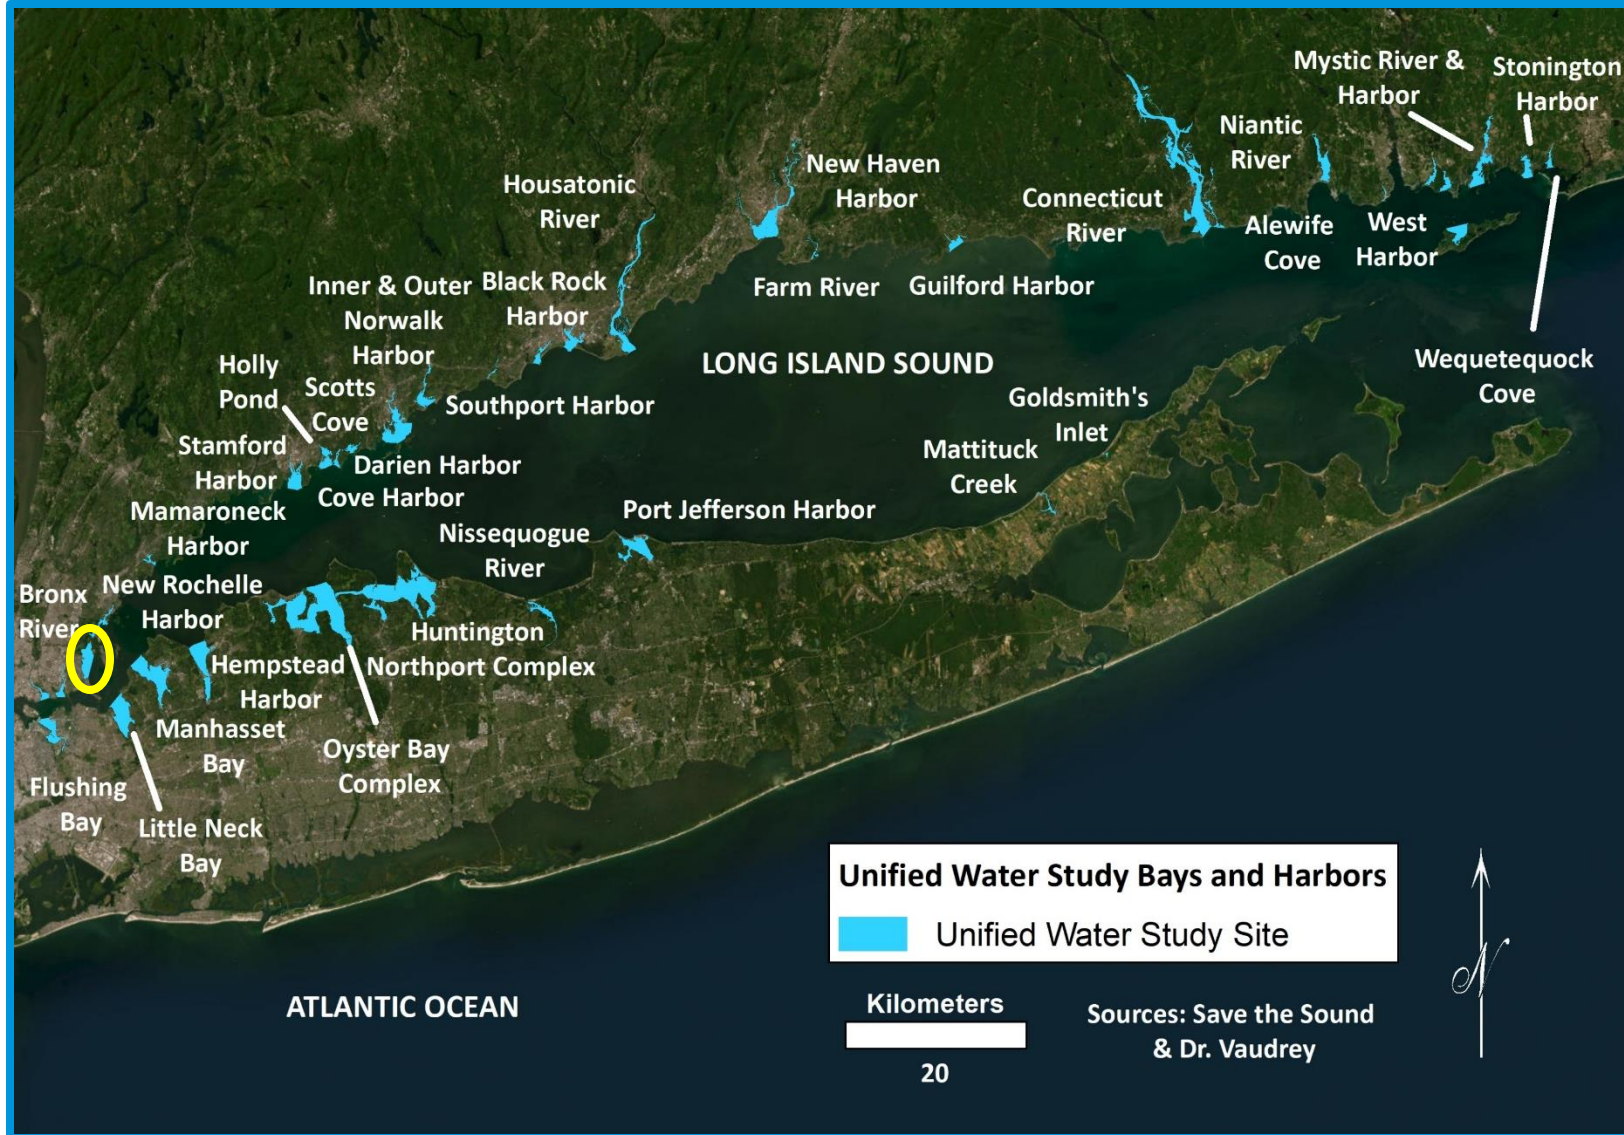 Mystic River &
Harbor
Stonington
Harbor
Niantic
River
New Haven
Harbor
Housatonic
River
Connecticut
River
Alewife
Cove
West
Harbor
Farm River
Guilford Harbor
Inner & Outer
Norwalk
Harbor
Black Rock
Harbor
LONG ISLAND SOUND
Wequetequock
Cove
Holly
Pond
Scotts
Cove
Southport Harbor
Goldsmith's
Inlet
Stamford
Harbor
Darien Harbor
Cove Harbor
Mattituck
Creek
Mamaroneck
Harbor
Port Jefferson Harbor
Nissequogue
River
Bronx
River
New Rochelle
Harbor
Huntington
Northport Complex
Hempstead
Harbor
Manhasset
Bay
Oyster Bay
Complex
Flushing
Bay
Little Neck
Bay
Unified Water Study Bays and Harbors
Unified Water Study Site
ATLANTIC OCEAN
Kilometers
20
Sources: Save the Sound
& Dr. Vaudrey
N